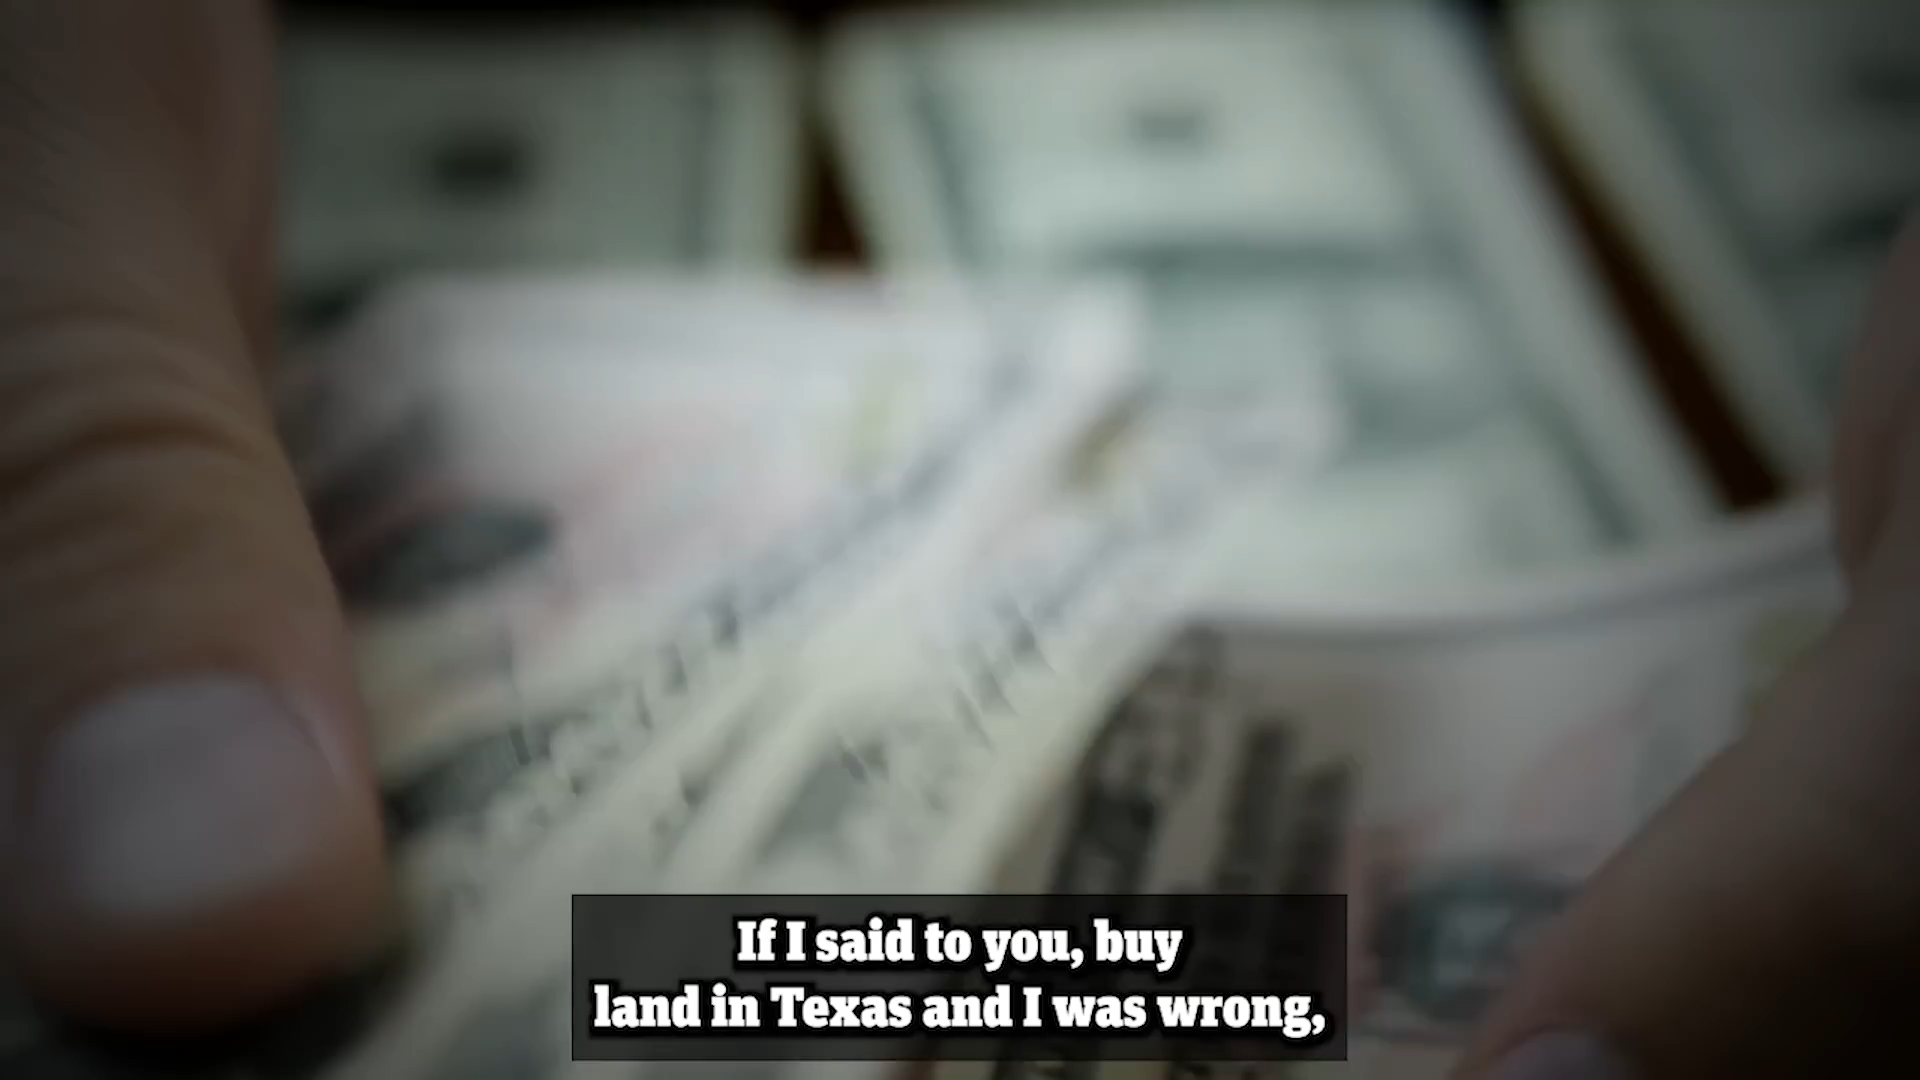 If I said to you, buy
land in Texas and I was wrong,